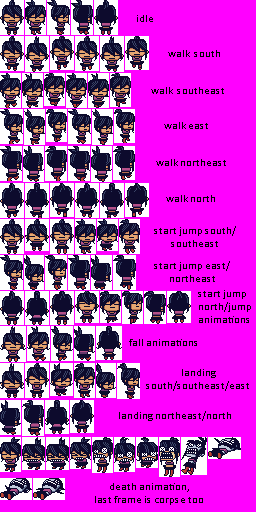 idle
walk south
walk southeast
walk east
walk northeast
walk north
start jump south/
southeast
start jump east/
northeast
start jump
north/jump
animations
fall animations
landing
south/southeast/east
landing northeast/north
death animation,
last frame is corpse too